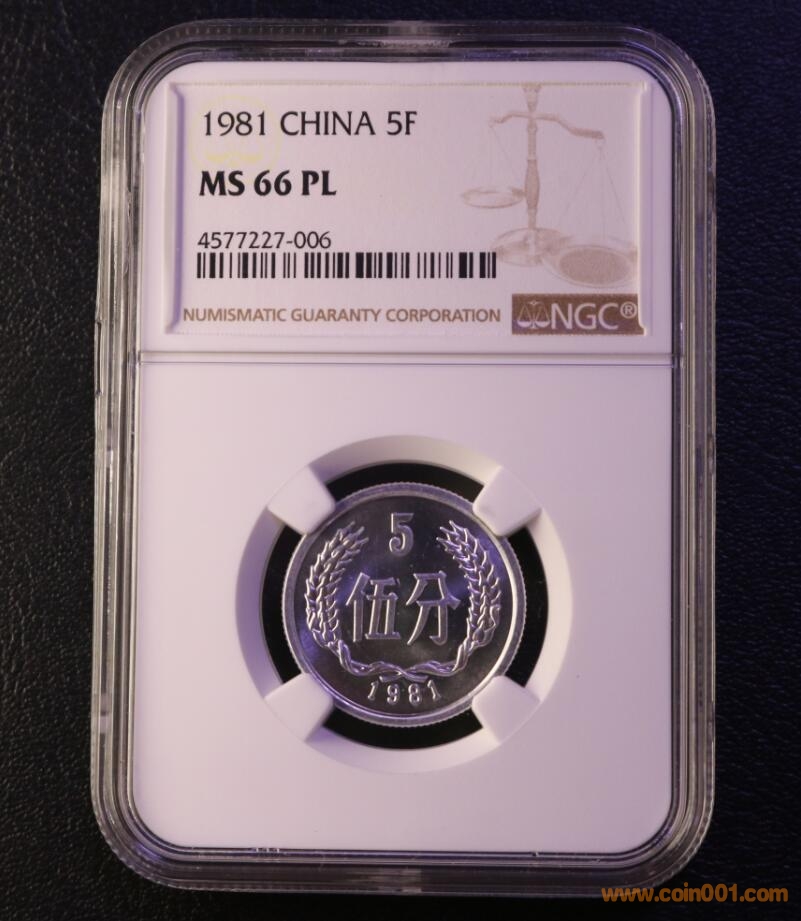 1981 CHINA 5F
MS 66 PL
4577227-006
NUMISMATIC GUARANTY CORPORATION
NGC®
5
伍分
1981
www.coin001.com